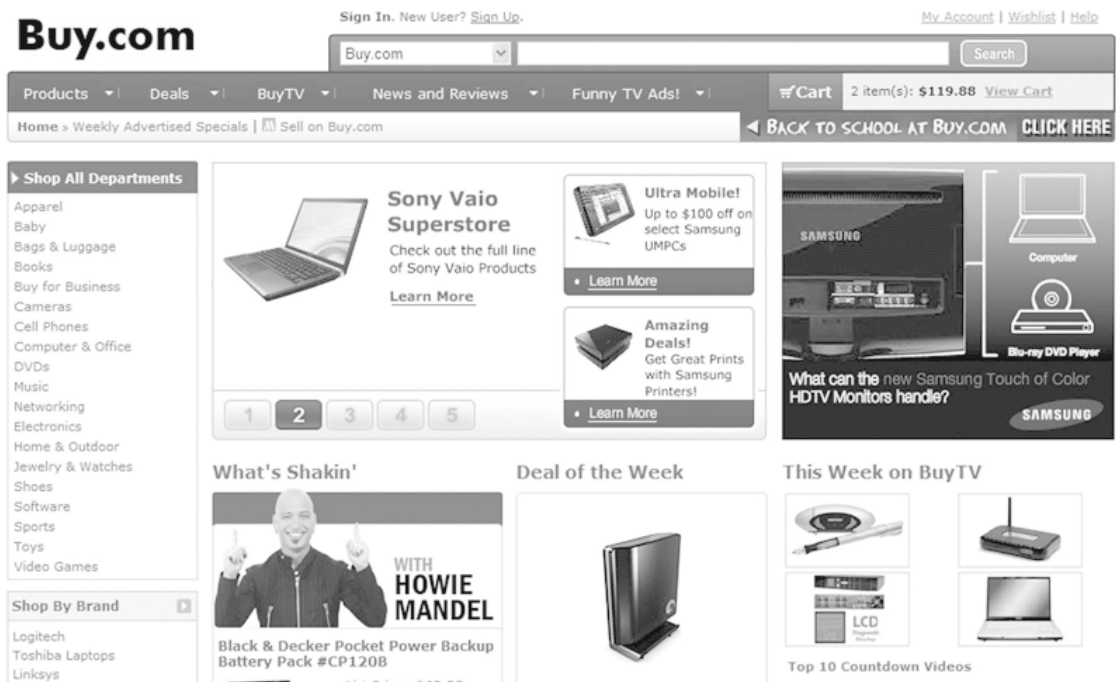 Buy.com
Sign In. New User? Sign Up.
My Account | Wishlist | Help
Buy.com
Search
Products
Deals
BuyTV
News and Reviews
Funny TV Ads!
Cart
2 item(s): $119.88 View Cart
Home » Weekly Advertised Specials | Sell on Buy.com
BACK TO SCHOOL AT BUY.COM CLICK HERE
Shop All Departments
Apparel
Baby
Bags & Luggage
Books
Buy for Business
Cameras
Cell Phones
Computer & Office
DVDs
Music
Networking
Electronics
Home & Outdoor
Jewelry & Watches
Shoes
Software
Sports
Toys
Video Games
Shop By Brand
Logitech
Toshiba Laptops
Linksys
Sony Vaio
Superstore
Check out the full line
of Sony Vaio Products
Learn More
1 2 3 4 5
Ultra Mobile!
Up to $100 off on
select Samsung
UMPCs
• Learn More
Amazing
Deals!
Get Great Prints
with Samsung
Printers!
• Learn More
SAMSUNG
Computer
Blu-ray DVD Player
What can the new Samsung Touch of Color
HDTV Monitors handle?
SAMSUNG
What's Shakin'
WITH
HOWIE
MANDEL
Black & Decker Pocket Power Backup
Battery Pack #CP120B
Deal of the Week
This Week on BuyTV
LCD
Top 10 Countdown Videos